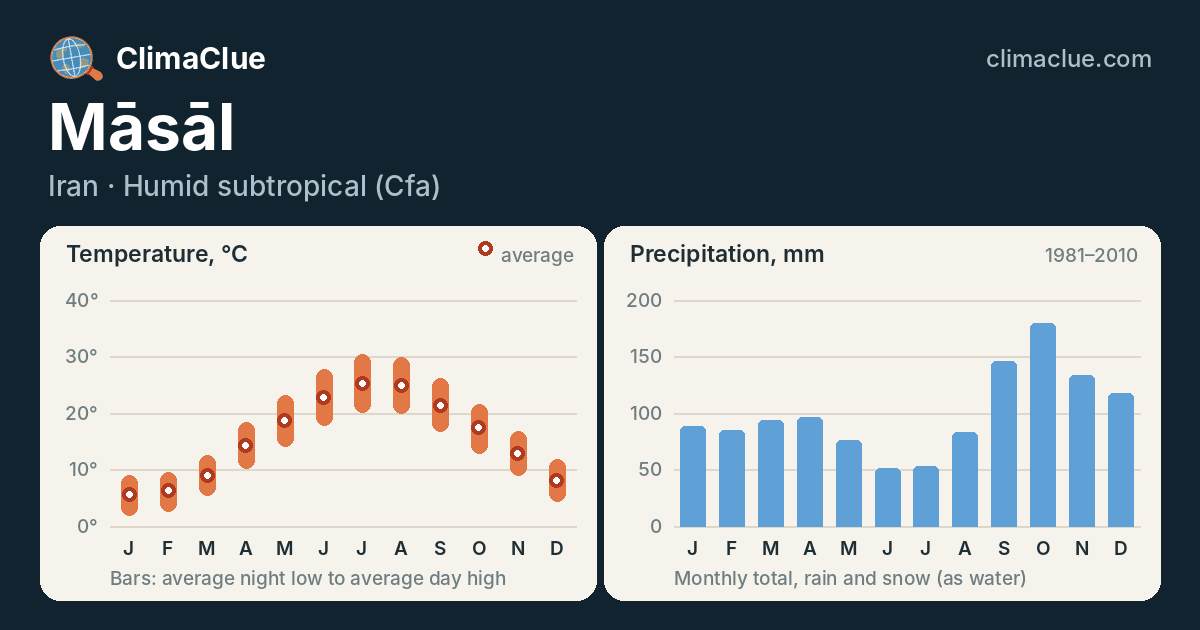 ClimaClue
climaclue.com
Māsāl
Iran · Humid subtropical (Cfa)
Temperature, °C
average
40°
30°
20°
10°
0°
J F M A M J J A S O N D
Bars: average night low to average day high
Precipitation, mm
1981–2010
200
150
100
50
0
J F M A M J J A S O N D
Monthly total, rain and snow (as water)